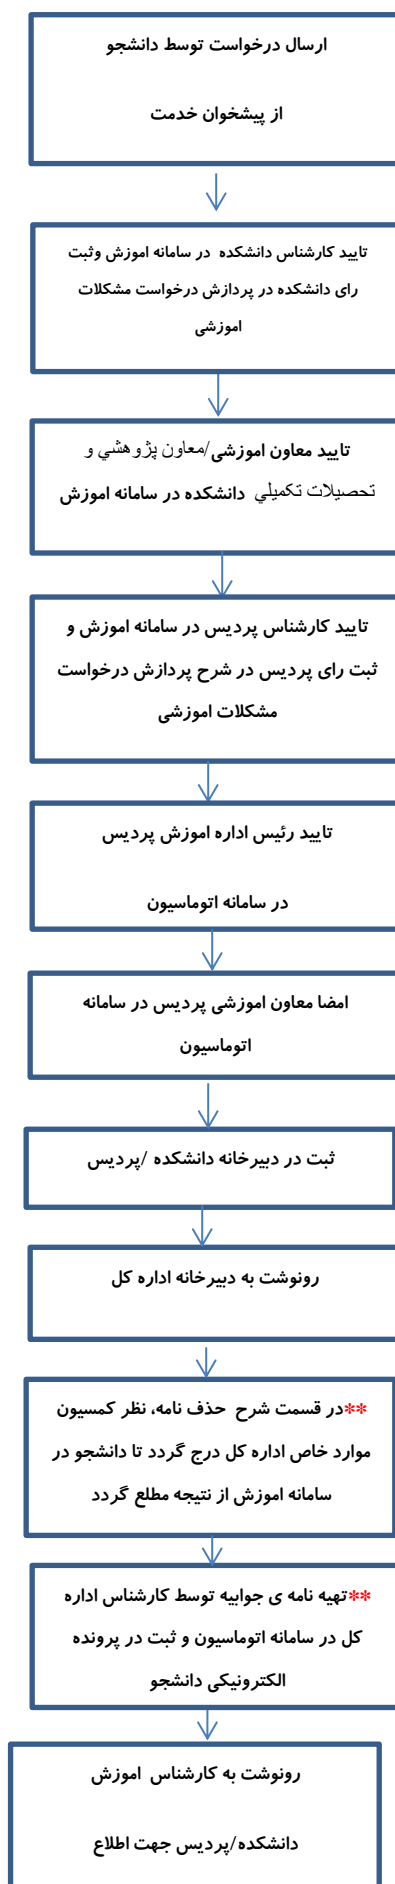 ارسال درخواست توسط دانشجو
از پیشخوان خدمت
تایید کارشناس دانشکده در سامانه اموزش وثبت
رای دانشکده در پردازش درخواست مشکلات
اموزشی
تایید معاون اموزشی/معاون پژوهشي و
تحصيلات تكميلي دانشکده در سامانه اموزش
تایید کارشناس پردیس در سامانه اموزش و
ثبت رای پردیس در شرح پردازش درخواست
مشکلات اموزشی
تایید رئیس اداره اموزش پردیس
در سامانه اتوماسیون
امضا معاون اموزشی پردیس در سامانه
اتوماسیون
ثبت در دبیرخانه دانشکده /پردیس
رونوشت به دبیرخانه اداره کل
**در قسمت شرح حذف نامه، نظر کمسیون
موارد خاص اداره کل درج گردد تا دانشجو در
سامانه اموزش از نتیجه مطلع گردد
**تهیه نامه ی جوابیه توسط کارشناس اداره
کل در سامانه اتوماسیون و ثبت در پرونده
الکترونیکی دانشجو
رونوشت به کارشناس اموزش
دانشکده/پردیس جهت اطلاع